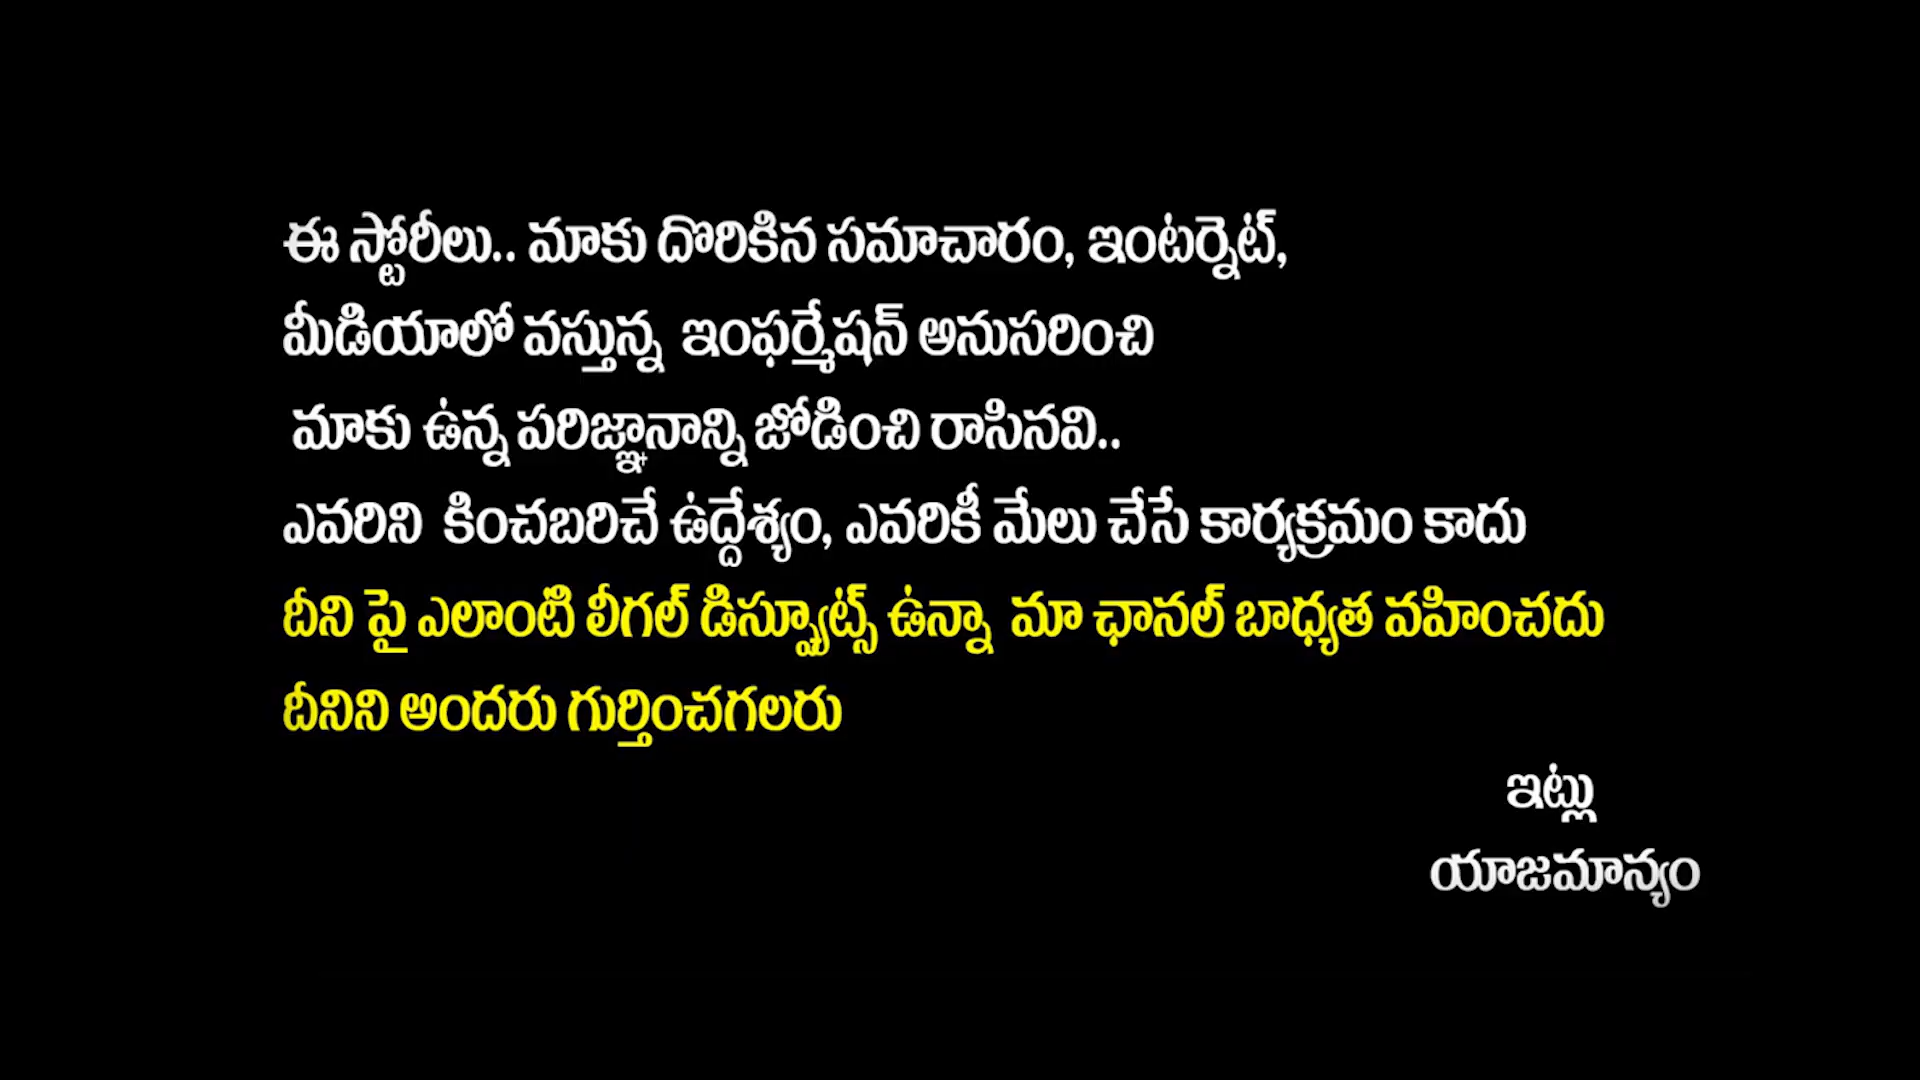 ఈ స్టోరీలు.. మాకు దొరికిన సమాచారం, ఇంటర్నెట్,
మీడియాలో వస్తున్న ఇంఫర్మేషన్ అనుసరించి
మాకు ఉన్న పరిజ్ఞానాన్ని జోడించి రాసినవి..
ఎవరిని కించబరిచే ఉద్దేశ్యం, ఎవరికీ మేలు చేసే కార్యక్రమం కాదు
దీని పై ఎలాంటి లీగల్ డిస్ప్యూట్స్ ఉన్నా మా ఛానల్ బాధ్యత వహించదు
దీనిని అందరు గుర్తించగలరు
ఇట్లు
యాజమాన్యం